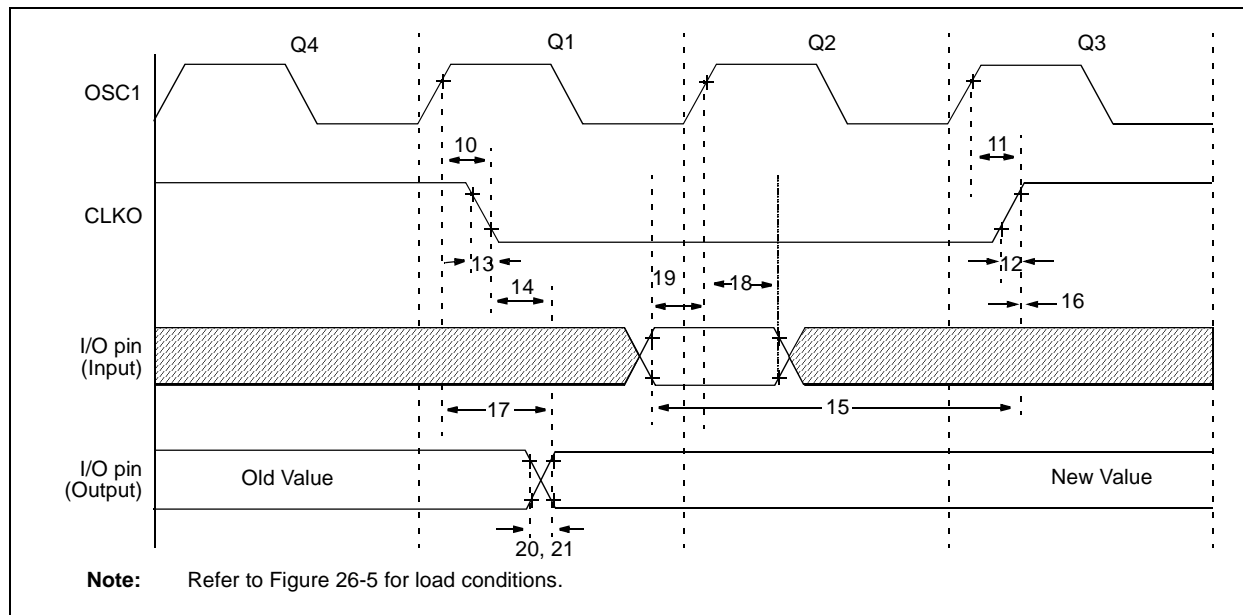 Q4 Q1 Q2 Q3
OSC1
10 11
CLKO
13 12
19 18
14 16
I/O pin
(Input)
17 15
I/O pin
(Output)
Old Value New Value
20, 21
Note: Refer to Figure 26-5 for load conditions.